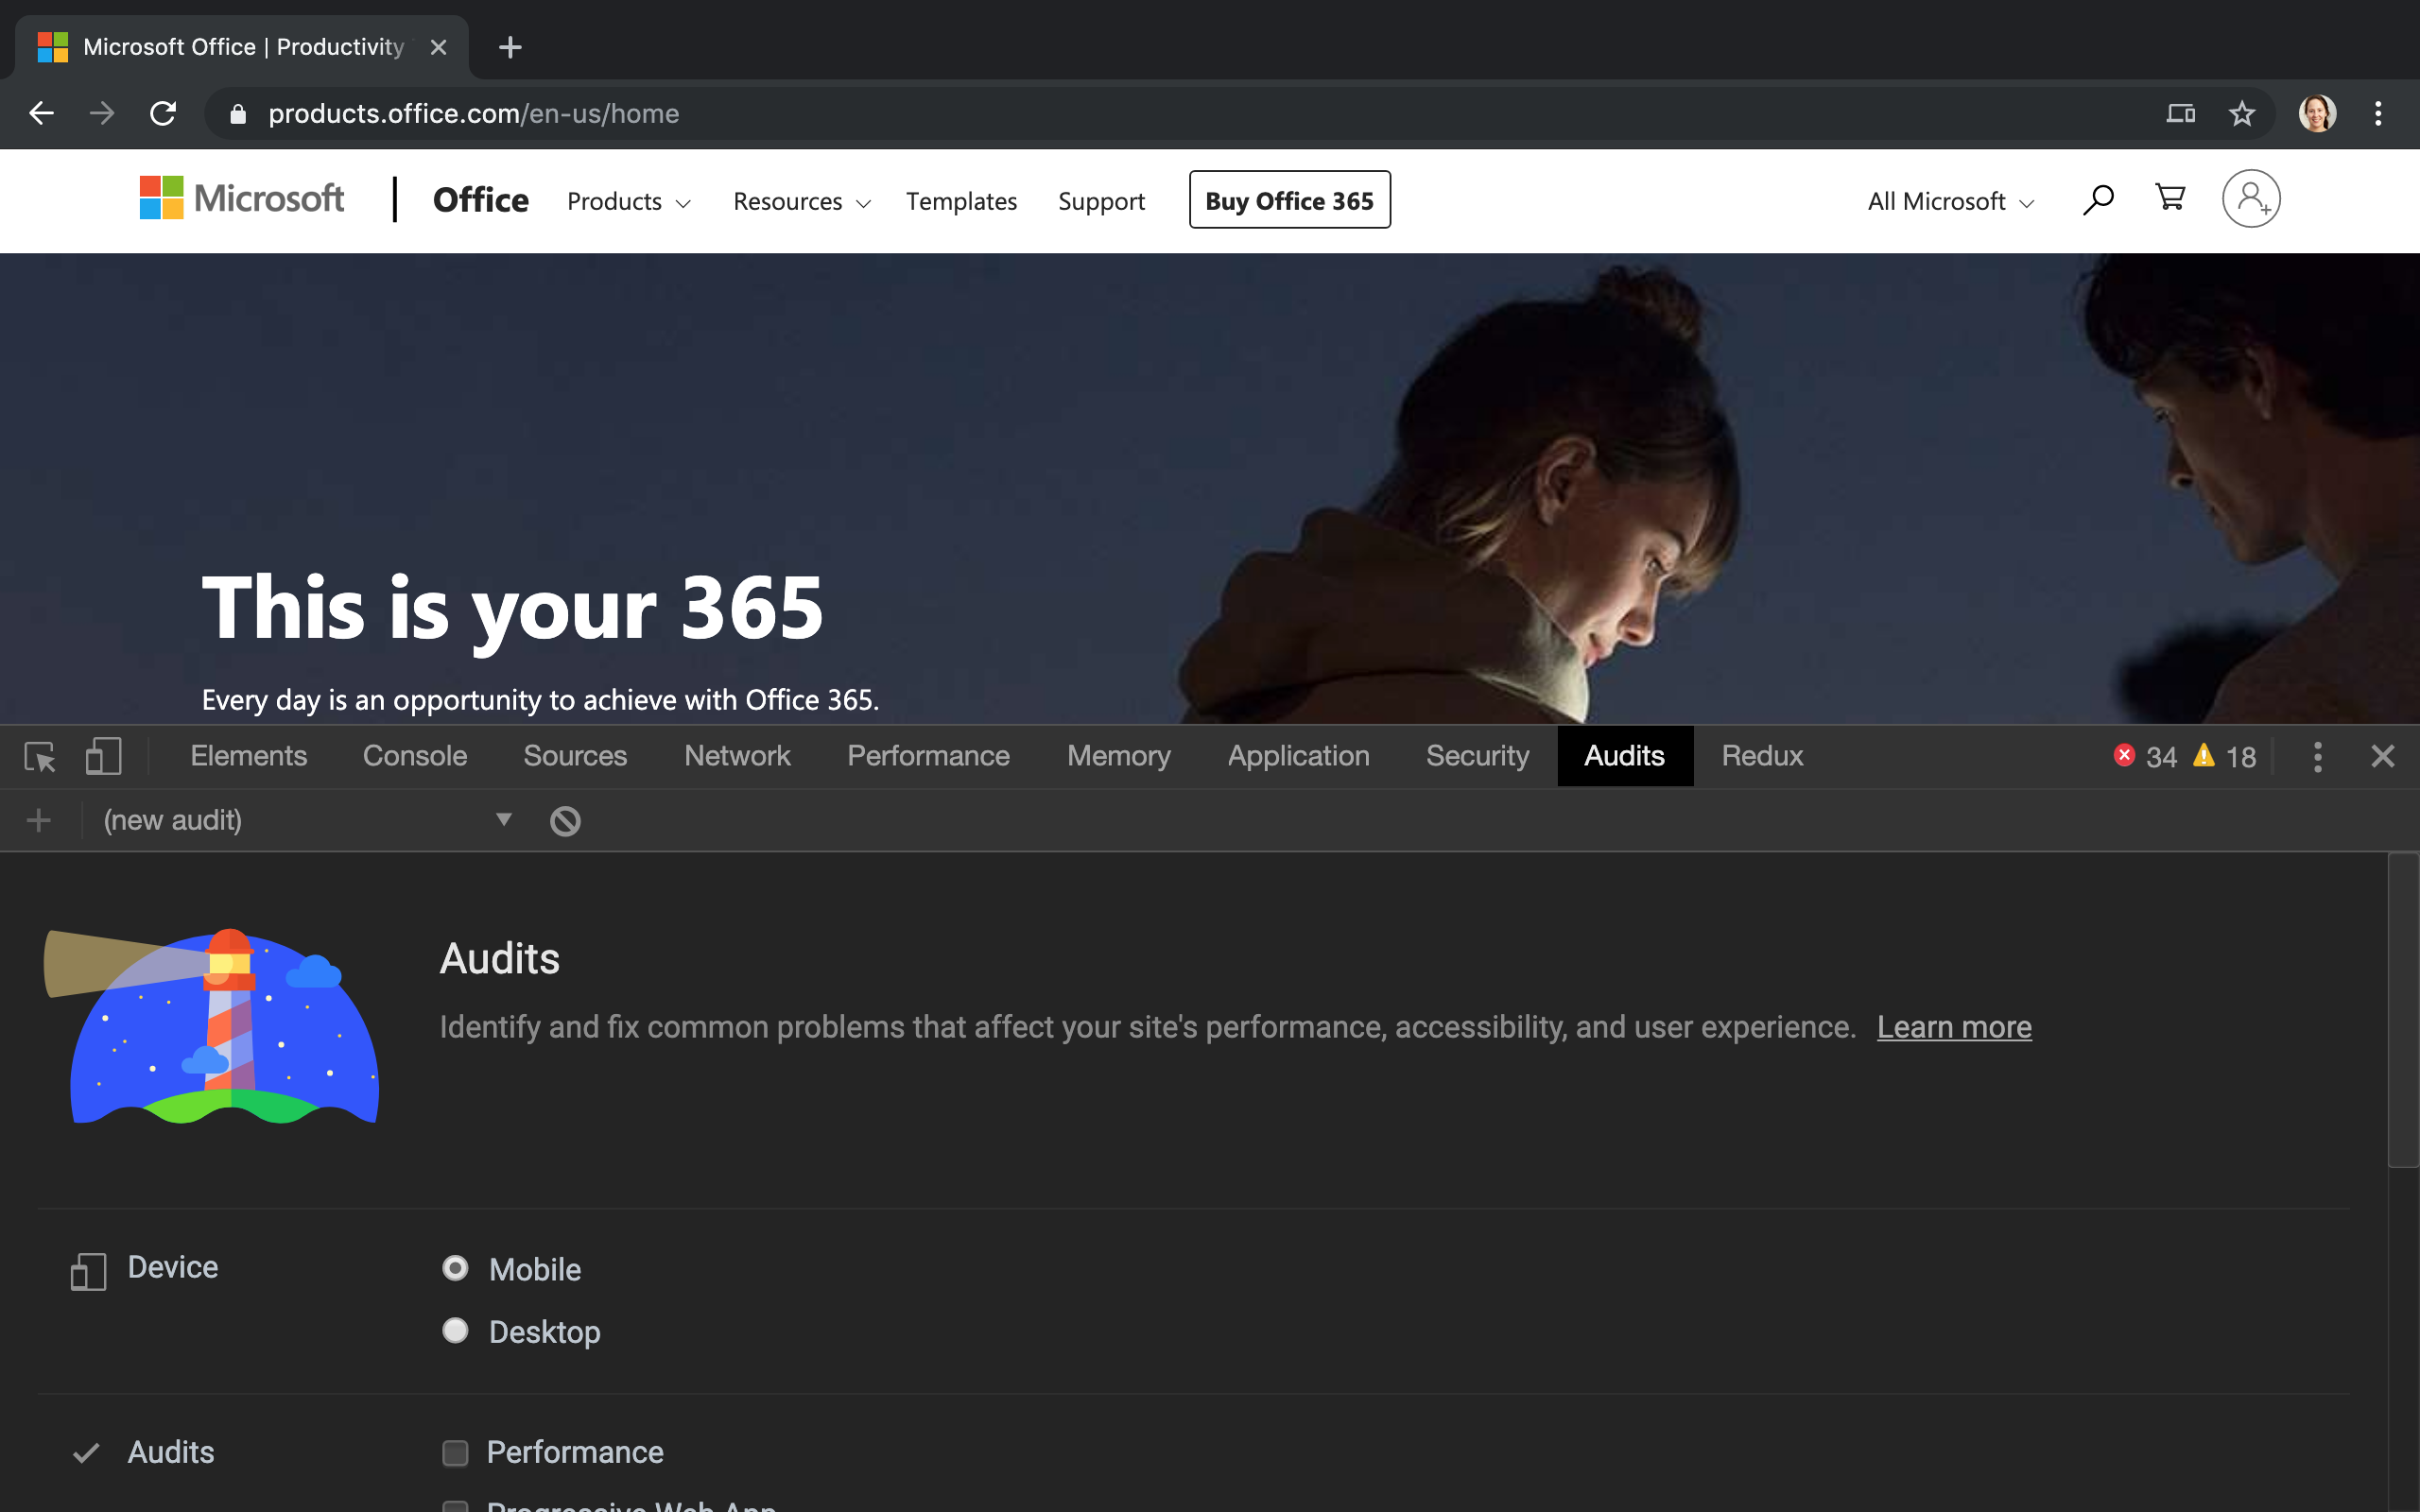 Microsoft Office | Productivity
products.office.com/en-us/home
Microsoft Office Products Resources Templates Support Buy Office 365 All Microsoft
This is your 365
Every day is an opportunity to achieve with Office 365.
Elements Console Sources Network Performance Memory Application Security Audits Redux 34 18
(new audit)
Audits
Identify and fix common problems that affect your site's performance, accessibility, and user experience. Learn more
Device
Mobile
Desktop
Audits
Performance
Progressive Web App